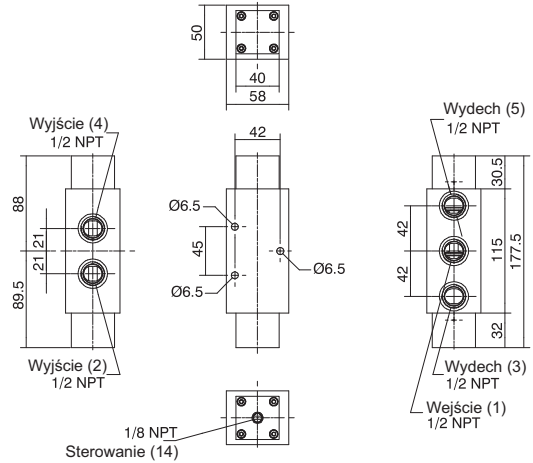 50
40
58
Wyjście (4)
1/2 NPT
88
21
21
89.5
Wyjście (2)
1/2 NPT
42
Ø6.5
45
Ø6.5
Ø6.5
Wydech (5)
1/2 NPT
30.5
42
42
115
177.5
32
Wydech (3)
1/2 NPT
Wejście (1)
1/2 NPT
1/8 NPT
Sterowanie (14)